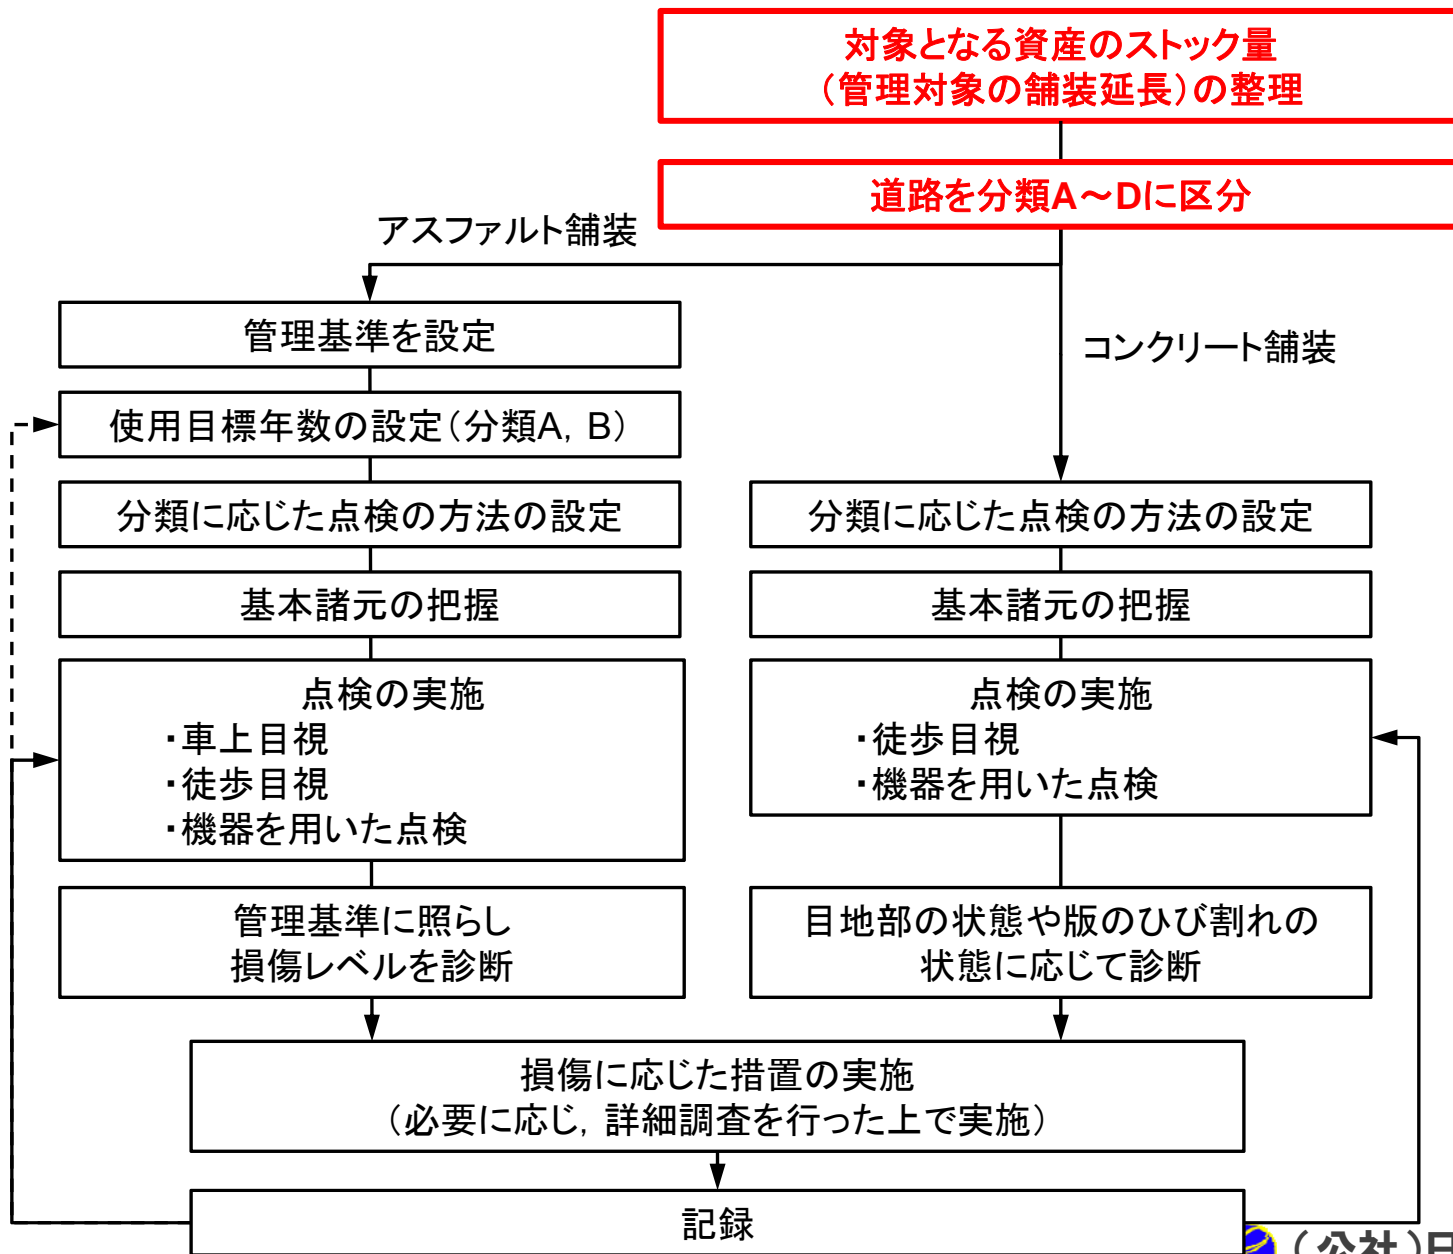 対象となる資産のストック量
（管理対象の舗装延長）の整理
道路を分類A～Dに区分
アスファルト舗装
管理基準を設定
使用目標年数の設定（分類A，B）
分類に応じた点検の方法の設定
基本諸元の把握
点検の実施
・車上目視
・徒歩目視
・機器を用いた点検
管理基準に照らし
損傷レベルを診断
コンクリート舗装
分類に応じた点検の方法の設定
基本諸元の把握
点検の実施
・徒歩目視
・機器を用いた点検
目地部の状態や版のひび割れの
状態に応じて診断
損傷に応じた措置の実施
（必要に応じ，詳細調査を行った上で実施）
記録
（公社）日